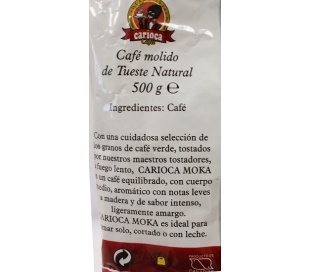 carioca
Café molido
de Tueste Natural
500 g ℮
Ingredientes: Café
Con una cuidadosa selección de
los granos de café verde, tostados
por nuestros maestros tostadores,
a fuego lento, CARIOCA MOKA
un café equilibrado, con cuerpo
aromático con notas leves
a madera y de sabor intenso,
ligeramente amargo.
CARIOCA MOKA es ideal para
tomar solo, cortado o con leche.